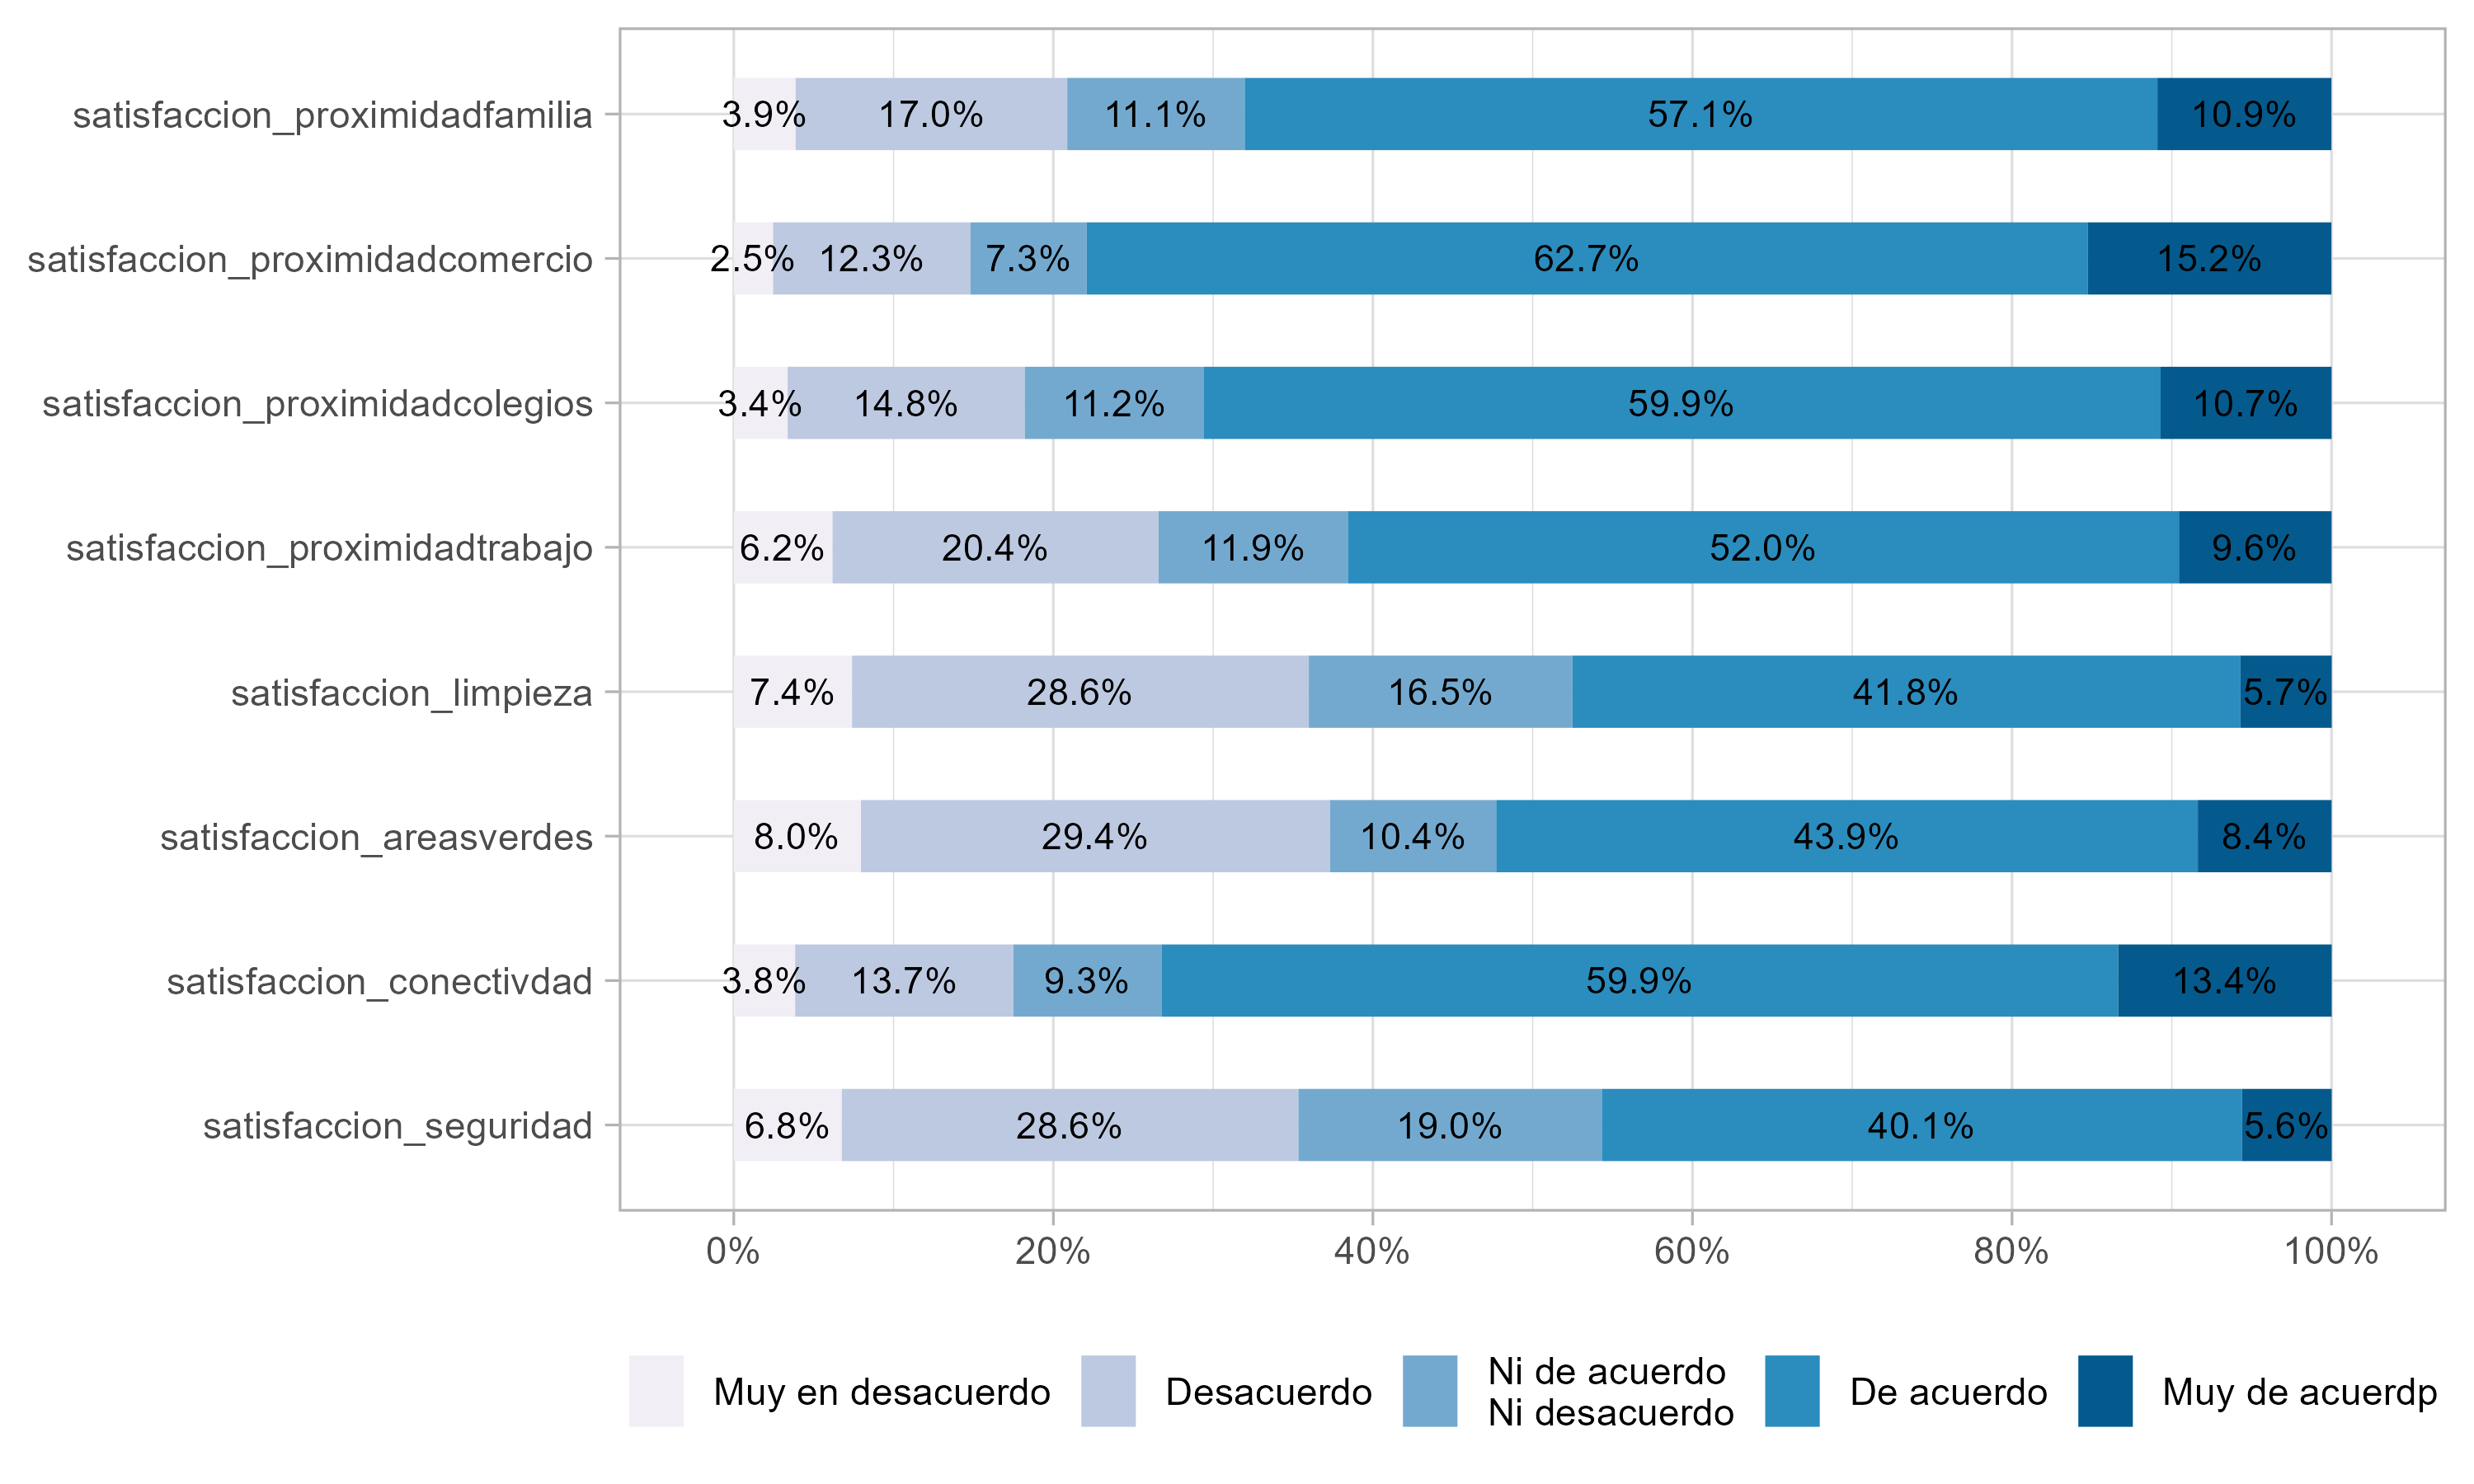 satisfaccion_proximidadfamilia 3.9% 17.0% 11.1% 57.1% 10.9%
satisfaccion_proximidadcomercio 2.5% 12.3% 7.3% 62.7% 15.2%
satisfaccion_proximidadcolegios 3.4% 14.8% 11.2% 59.9% 10.7%
satisfaccion_proximidadtrabajo 6.2% 20.4% 11.9% 52.0% 9.6%
satisfaccion_limpieza 7.4% 28.6% 16.5% 41.8% 5.7%
satisfaccion_areasverdes 8.0% 29.4% 10.4% 43.9% 8.4%
satisfaccion_conectivdad 3.8% 13.7% 9.3% 59.9% 13.4%
satisfaccion_seguridad 6.8% 28.6% 19.0% 40.1% 5.6%
0% 20% 40% 60% 80% 100%
Muy en desacuerdo
Desacuerdo
Ni de acuerdo
Ni desacuerdo
De acuerdo
Muy de acuerdp